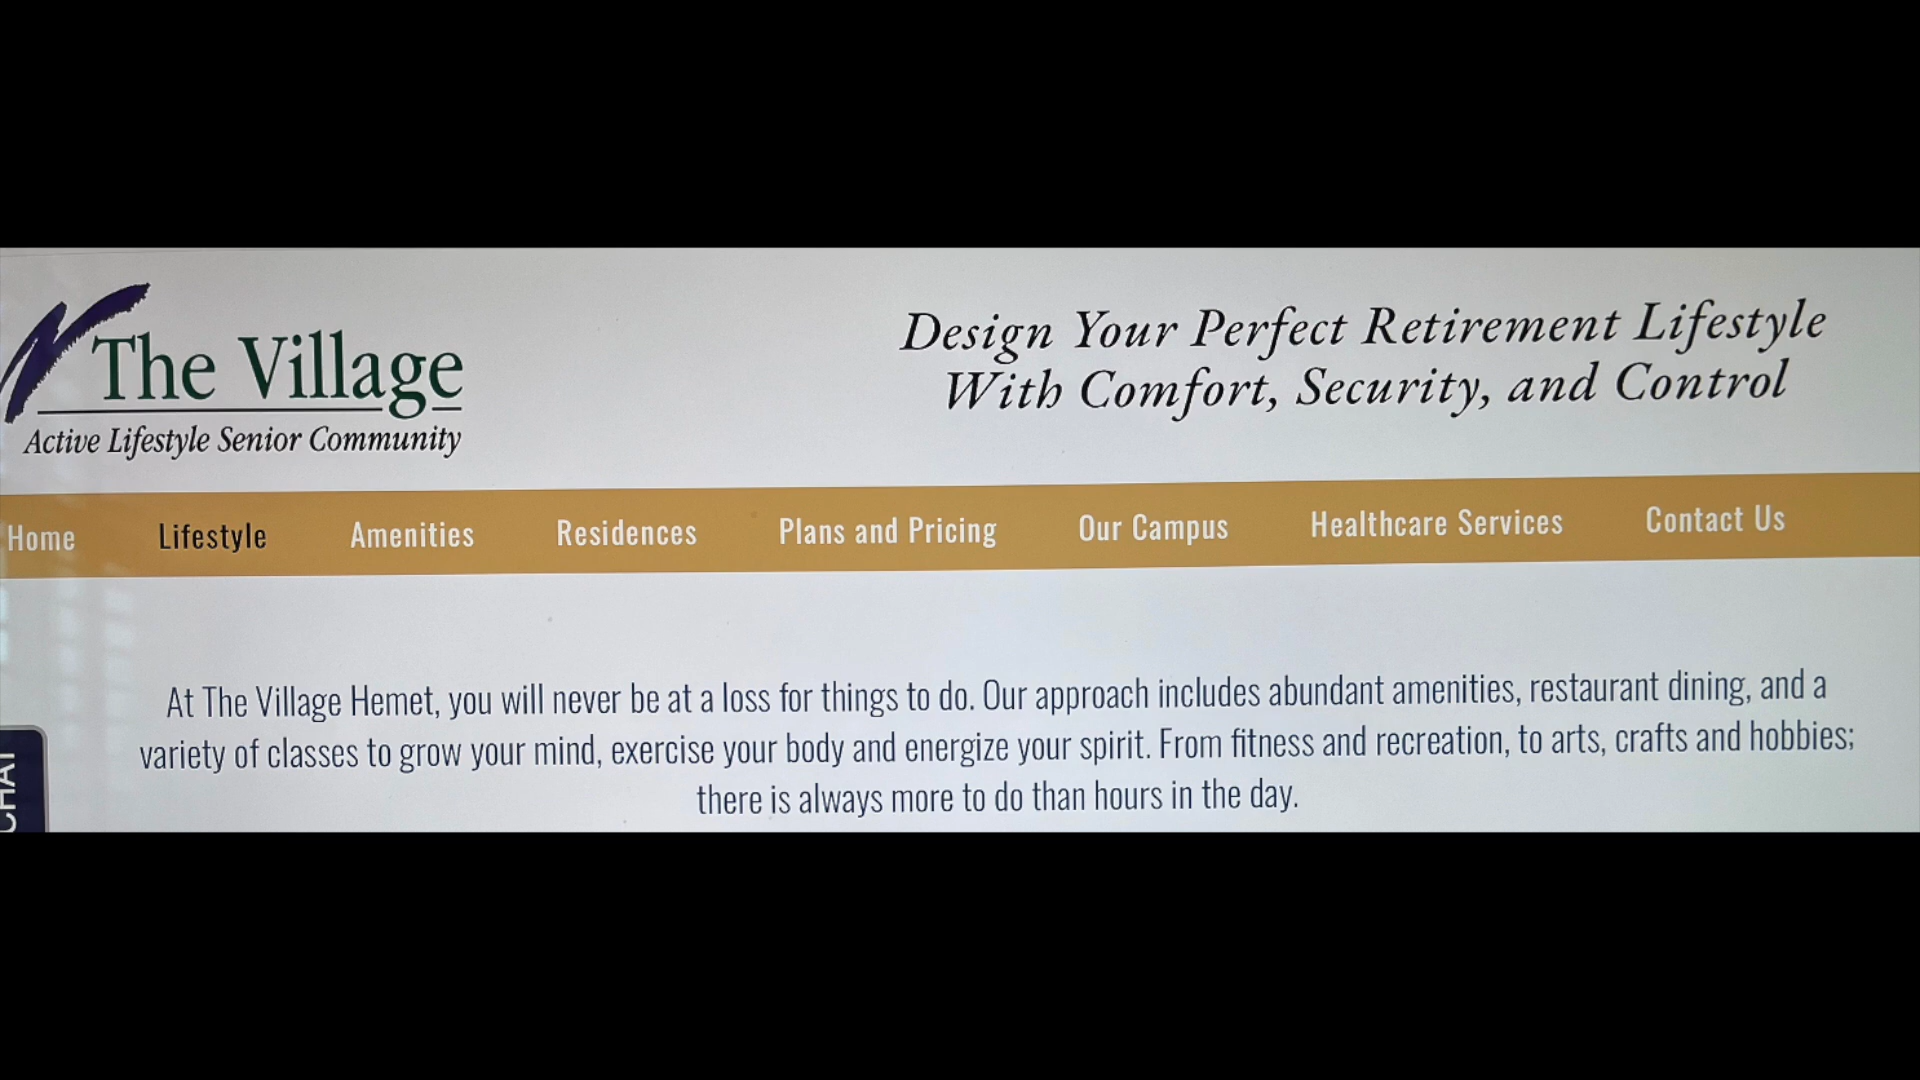 The Village
Active Lifestyle Senior Community
Design Your Perfect Retirement Lifestyle
With Comfort, Security, and Control
Home Lifestyle Amenities Residences Plans and Pricing Our Campus Healthcare Services Contact Us
At The Village Hemet, you will never be at a loss for things to do. Our approach includes abundant amenities, restaurant dining, and a
variety of classes to grow your mind, exercise your body and energize your spirit. From fitness and recreation, to arts, crafts and hobbies;
there is always more to do than hours in the day.
CHAT